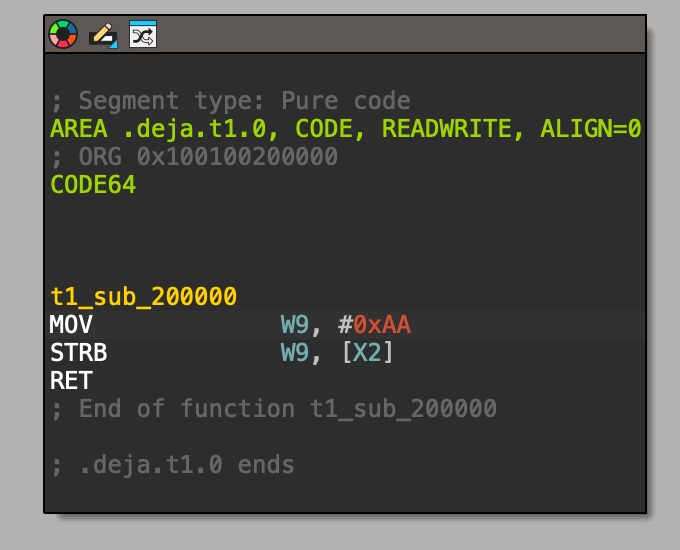 ; Segment type: Pure code
AREA .deja.t1.0, CODE, READWRITE, ALIGN=0
; ORG 0x100100200000
CODE64
t1_sub_200000
MOV W9, #0xAA
STRB W9, [X2]
RET
; End of function t1_sub_200000
; .deja.t1.0 ends